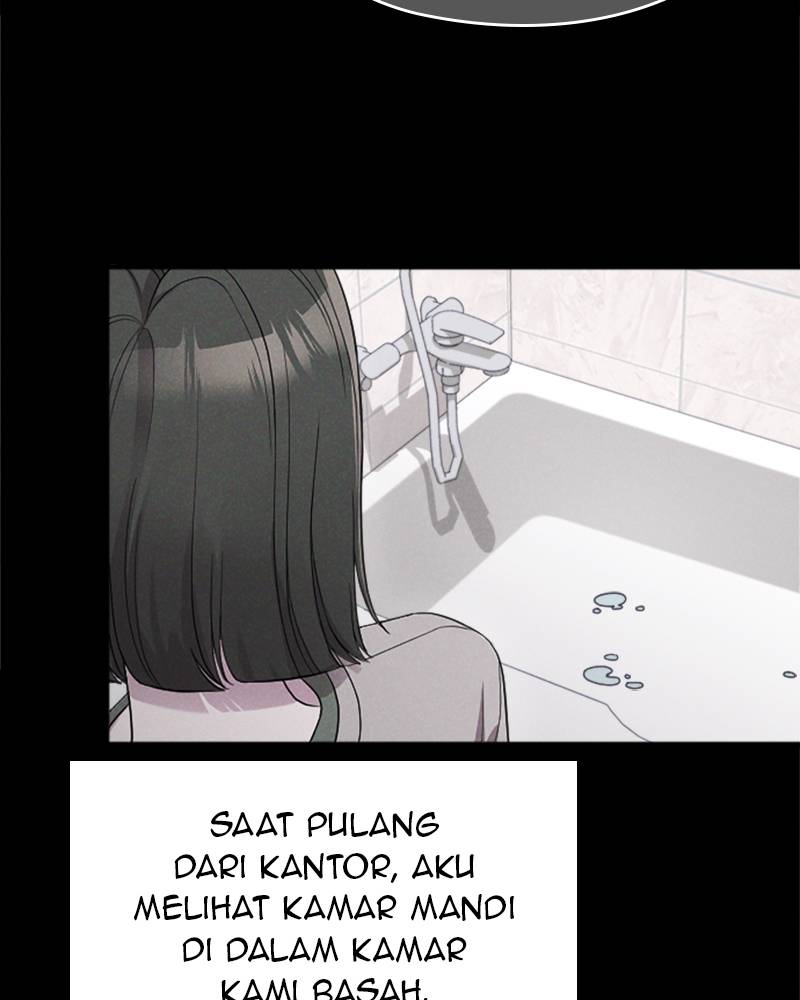 SAAT PULANG
DARI KANTOR, AKU
MELIHAT KAMAR MANDI
DI DALAM KAMAR
KAMI BASAH.